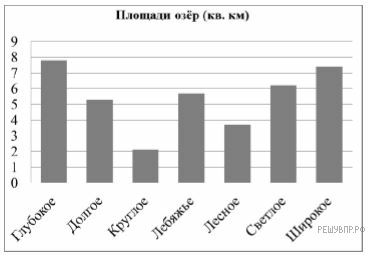 Площади озёр (кв. км)
9
8
7
6
5
4
3
2
1
0
Глубокое
Долгое
Круглое
Лебяжье
Лесное
Светлое
Широкое
РЕШУВПР.РФ